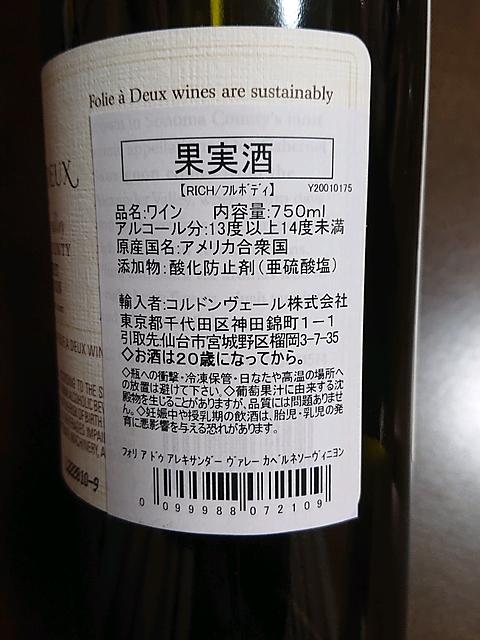 Folie à Deux wines are sustainably
DEUX
果実酒
【RICH/フルボディ】 Y20010175
品名:ワイン 内容量:750ml
アルコール分:13度以上14度未満
原産国名:アメリカ合衆国
添加物:酸化防止剤(亜硫酸塩)
輸入者:コルドンヴェール株式会社
東京都千代田区神田錦町1-1
引取先.仙台市宮城野区榴岡3-7-35
◇お酒は20歳になってから。
◇瓶への衝撃・冷凍保管・日なたや高温の場所へ
の放置は避けて下さい。◇葡萄果汁に由来する沈
殿物を生じることがありますが、品質には問題ありませ
ん。◇妊娠中や授乳期の飲酒は、胎児・乳児の発
育に悪影響を与える恐れがあります。
フォリ ア ドゥ アレキサンダー ヴァレー カベルネソーヴィニヨン
0 099988 072109